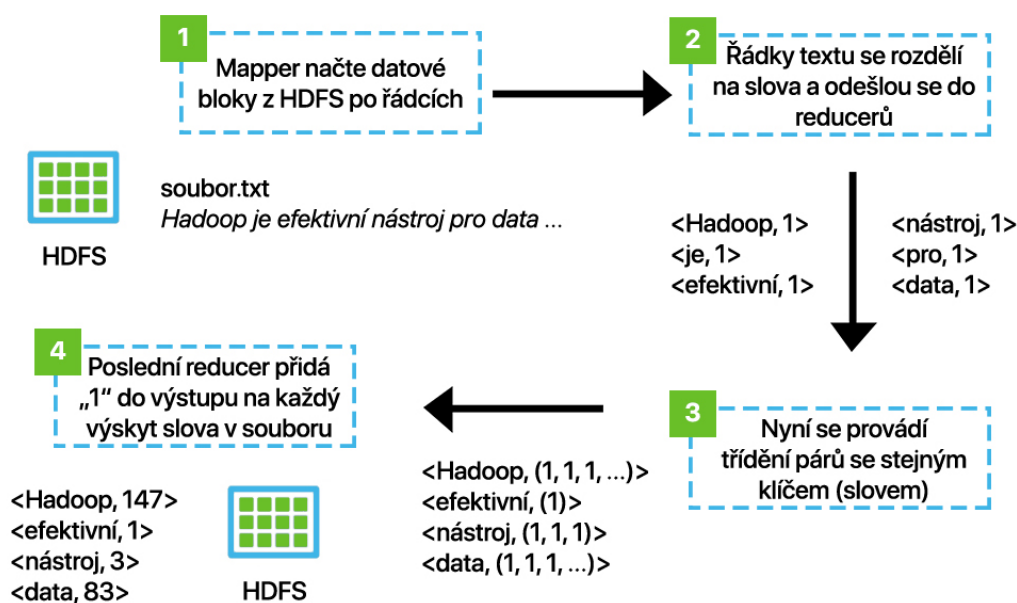 1
Mapper načte datové
bloky z HDFS po řádcích
2
Řádky textu se rozdělí
na slova a odešlou se do
reducerů
HDFS
soubor.txt
Hadoop je efektivní nástroj pro data ...
<Hadoop, 1>
<je, 1>
<efektivní, 1>
<nástroj, 1>
<pro, 1>
<data, 1>
3
Nyní se provádí
třídění párů se stejným
klíčem (slovem)
<Hadoop, (1, 1, 1, ...)>
<efektivní, (1)>
<nástroj, (1, 1, 1)>
<data, (1, 1, 1, ...)>
4
Poslední reducer přidá
„1“ do výstupu na každý
výskyt slova v souboru
<Hadoop, 147>
<efektivní, 1>
<nástroj, 3>
<data, 83>
HDFS